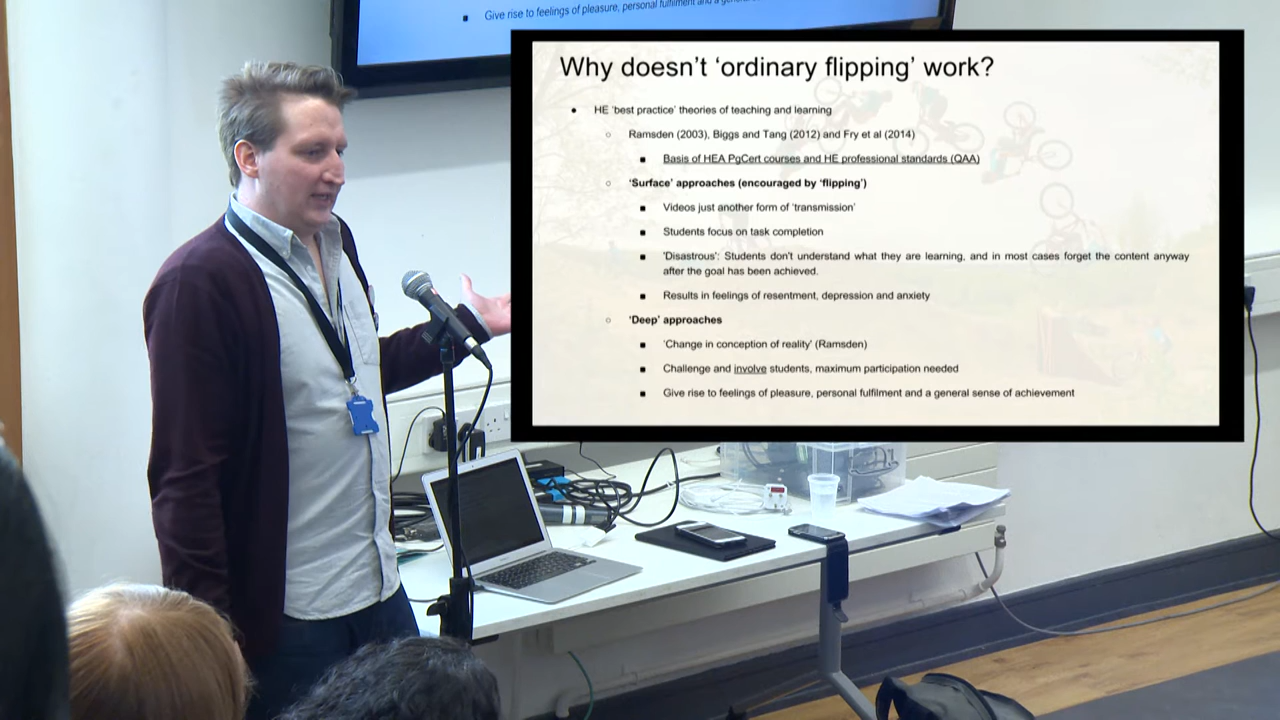 Give rise to feelings of pleasure, personal fulfilment and a
Why doesn't 'ordinary flipping' work?
HE 'best practice' theories of teaching and learning
Ramsden (2003), Biggs and Tang (2012) and Fry et al (2014)
Basis of HEA PgCert courses and HE professional standards (QAA)
'Surface' approaches (encouraged by 'flipping')
Videos just another form of 'transmission'
Students focus on task completion
'Disastrous': Students don't understand what they are learning, and in most cases forget the content anyway
after the goal has been achieved.
Results in feelings of resentment, depression and anxiety
'Deep' approaches
'Change in conception of reality' (Ramsden)
Challenge and involve students, maximum participation needed
Give rise to feelings of pleasure, personal fulfilment and a general sense of achievement